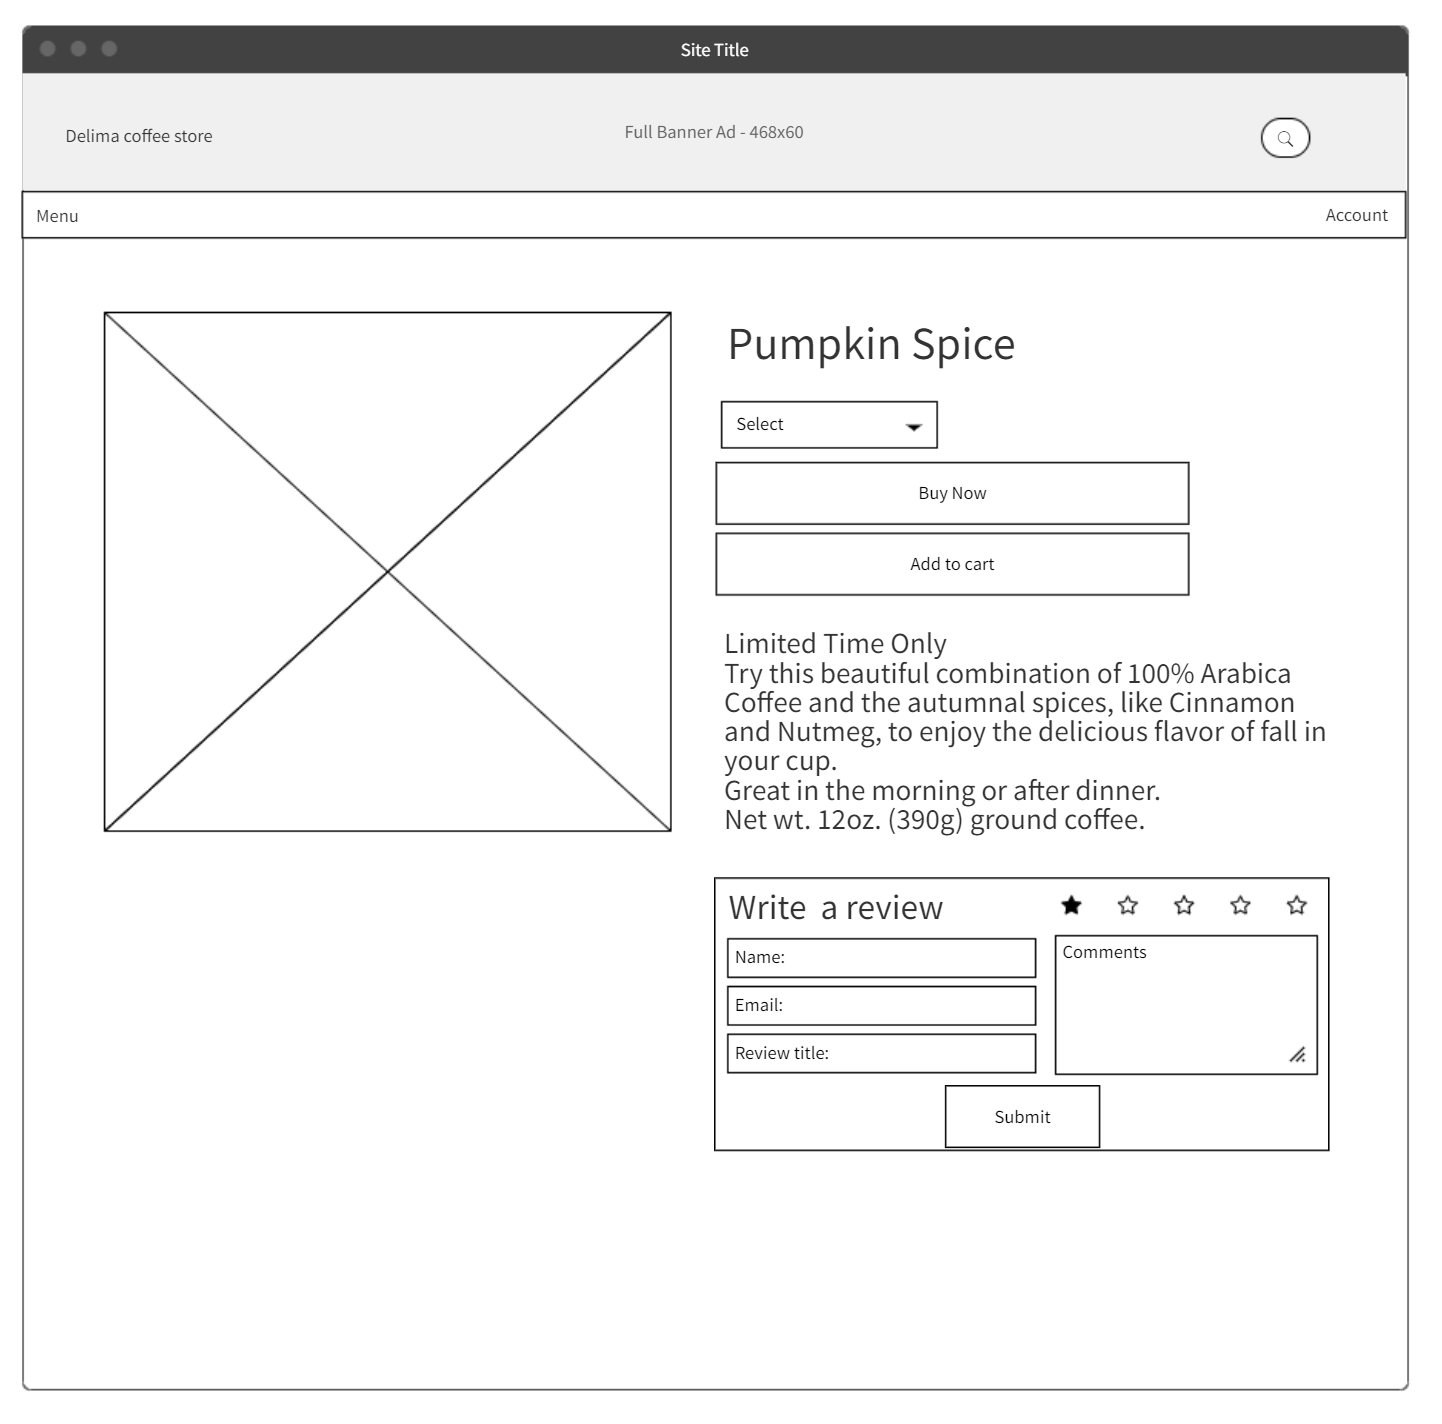 Site Title
Delima coffee store
Full Banner Ad - 468x60
Menu
Account
Pumpkin Spice
Select
Buy Now
Add to cart
Limited Time Only
Try this beautiful combination of 100% Arabica
Coffee and the autumnal spices, like Cinnamon
and Nutmeg, to enjoy the delicious flavor of fall in
your cup.
Great in the morning or after dinner.
Net wt. 12oz. (390g) ground coffee.
Write a review
Name:
Email:
Review title:
Comments
Submit